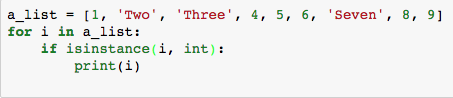 a_list = [1, 'Two', 'Three', 4, 5, 6, 'Seven', 8, 9]
for i in a_list:
    if isinstance(i, int):
        print(i)